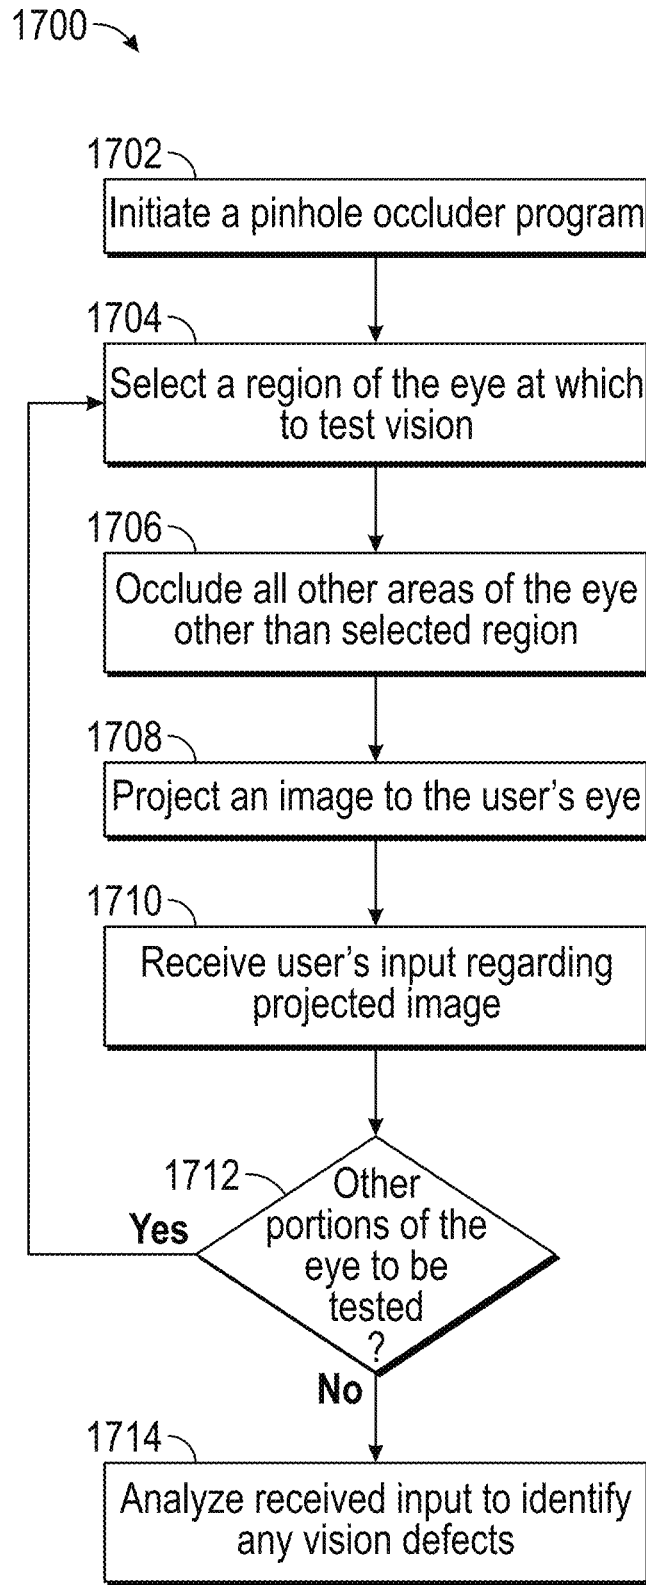 1700
1702
Initiate a pinhole occluder program
1704
Select a region of the eye at which
to test vision
1706
Occlude all other areas of the eye
other than selected region
1708
Project an image to the user's eye
1710
Receive user's input regarding
projected image
1712
Other
portions of the
eye to be
tested
?
Yes
No
1714
Analyze received input to identify
any vision defects